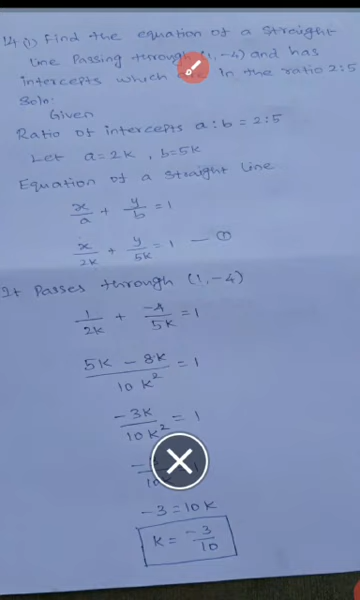 14 (1) Find the equation of a straight
line passing through (1, -4) and has
intercepts which in the ratio 2:5
Soln:
Given
Ratio of intercepts a:b = 2:5
Let a=2k, b=5k
Equation of a straight line
x/a + y/b = 1
x/2k + y/5k = 1 — ①
It passes through (1, -4)
1/2k + -4/5k = 1
5k - 8k / 10k² = 1
-3k / 10k² = 1
-3 = 10k
k = -3/10